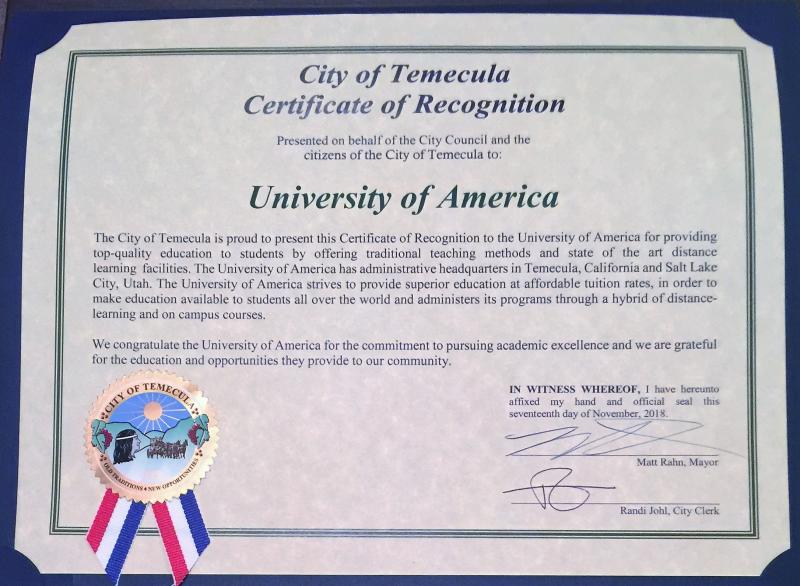 City of Temecula
Certificate of Recognition
Presented on behalf of the City Council and the
citizens of the City of Temecula to:
University of America
The City of Temecula is proud to present this Certificate of Recognition to the University of America for providing
top-quality education to students by offering traditional teaching methods and state of the art distance
learning facilities. The University of America has administrative headquarters in Temecula, California and Salt Lake
City, Utah. The University of America strives to provide superior education at affordable tuition rates, in order to
make education available to students all over the world and administers its programs through a hybrid of distance-
learning and on campus courses.
We congratulate the University of America for the commitment to pursuing academic excellence and we are grateful
for the education and opportunities they provide to our community.
IN WITNESS WHEREOF, I have hereunto
affixed my hand and official seal this
seventeenth day of November, 2018.
Matt Rahn, Mayor
Randi Johl, City Clerk
CITY OF TEMECULA
OLD TRADITIONS NEW OPPORTUNITIES